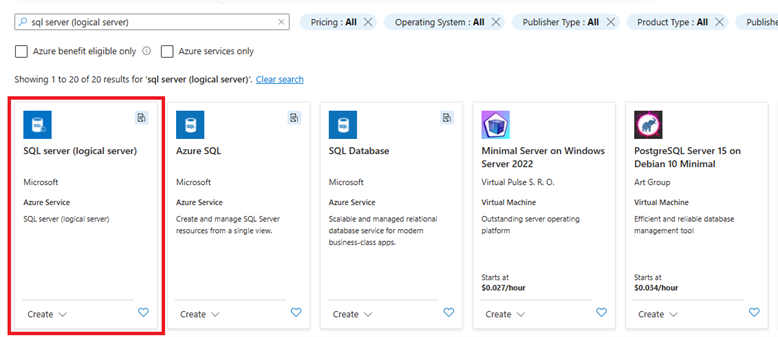 sql server (logical server)
Pricing : All
Operating System : All
Publisher Type : All
Product Type : All
Publishe
Azure benefit eligible only
Azure services only
Showing 1 to 20 of 20 results for 'sql server (logical server)'. Clear search
SQL server (logical server)
Microsoft
Azure Service
SQL server (logical server)
Create
Azure SQL
Microsoft
Azure Service
Create and manage SQL Server
resources from a single view.
Create
SQL Database
Microsoft
Azure Service
Scalable and managed relational
database service for modern
business-class apps.
Create
Minimal Server on Windows
Server 2022
Virtual Pulse S. R. O.
Virtual Machine
Outstanding server operating
platform
Starts at
$0.027/hour
Create
PostgreSQL Server 15 on
Debian 10 Minimal
Art Group
Virtual Machine
Efficient and reliable database
management tool
Starts at
$0.034/hour
Create